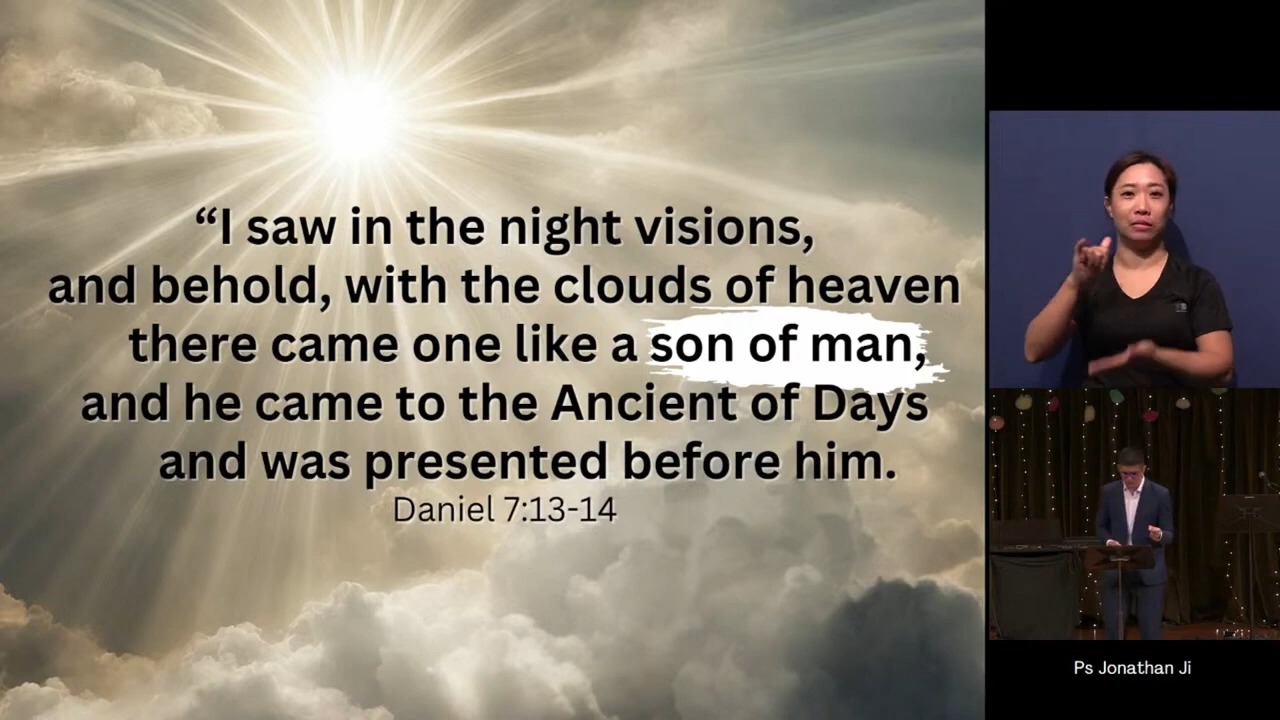 “I saw in the night visions,
and behold, with the clouds of heaven
there came one like a son of man,
and he came to the Ancient of Days
and was presented before him.
Daniel 7:13-14
Ps Jonathan Ji